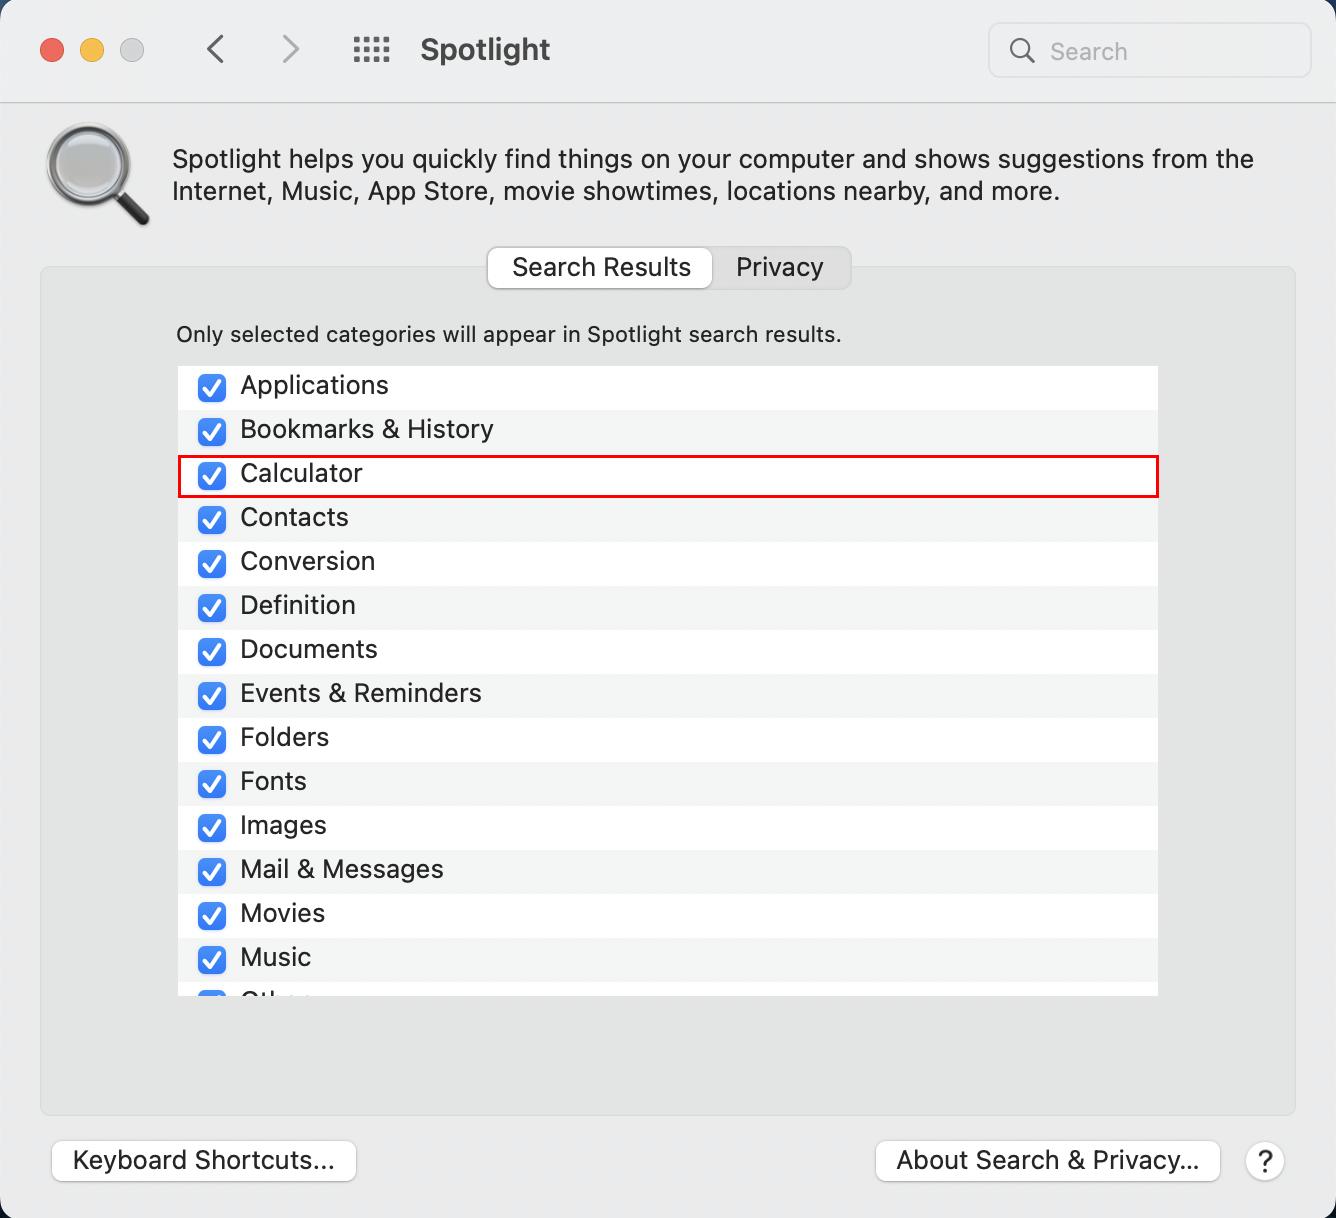 Spotlight
Search
Spotlight helps you quickly find things on your computer and shows suggestions from the
Internet, Music, App Store, movie showtimes, locations nearby, and more.
Search Results
Privacy
Only selected categories will appear in Spotlight search results.
Applications
Bookmarks & History
Calculator
Contacts
Conversion
Definition
Documents
Events & Reminders
Folders
Fonts
Images
Mail & Messages
Movies
Music
Keyboard Shortcuts...
About Search & Privacy...
?